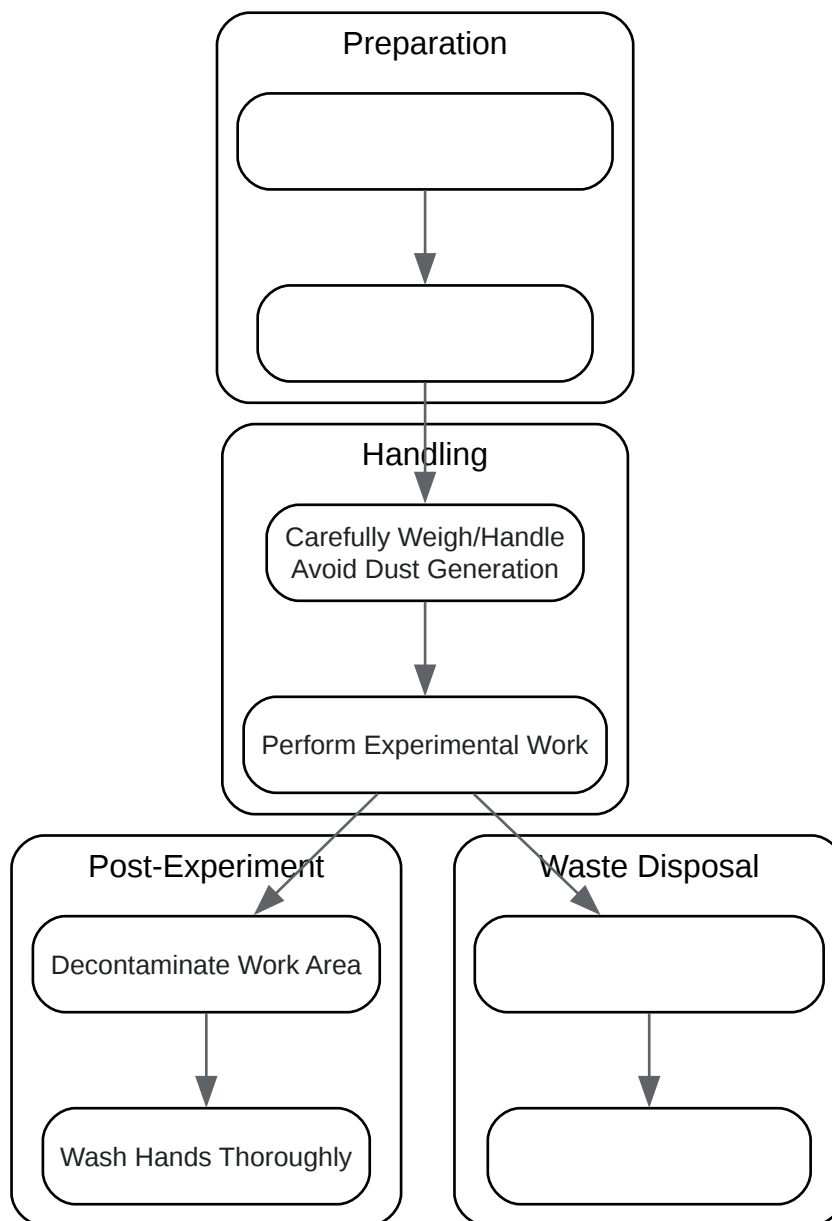 Preparation
Handling
Carefully Weigh/Handle
Avoid Dust Generation
Perform Experimental Work
Post-Experiment
Waste Disposal
Decontaminate Work Area
Wash Hands Thoroughly